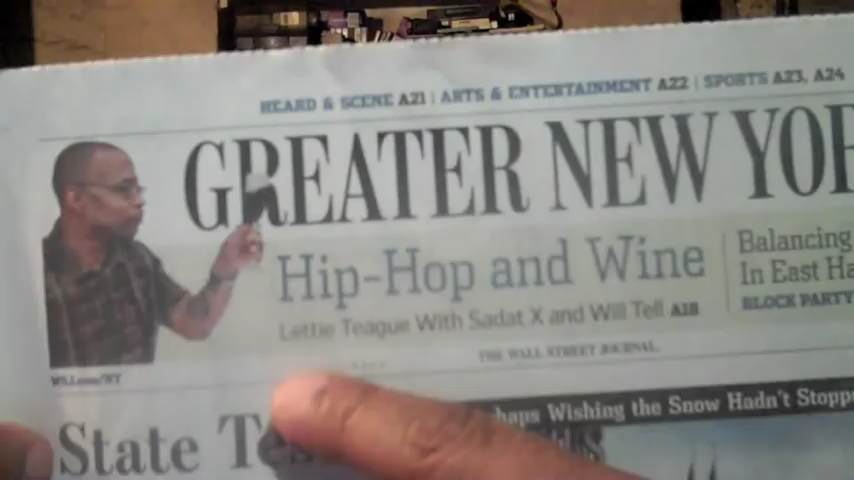 HEARD & SCENE A21 | ARTS & ENTERTAINMENT A22 | SPORTS A23, A24
GREATER NEW YOR
Hip-Hop and Wine
Lettie Teague With Sadat X and Will Tell A18
Balancing
In East Ha
BLOCK PARTY
THE WALL STREET JOURNAL.
haps Wishing the Snow Hadn't Stopp
State Te